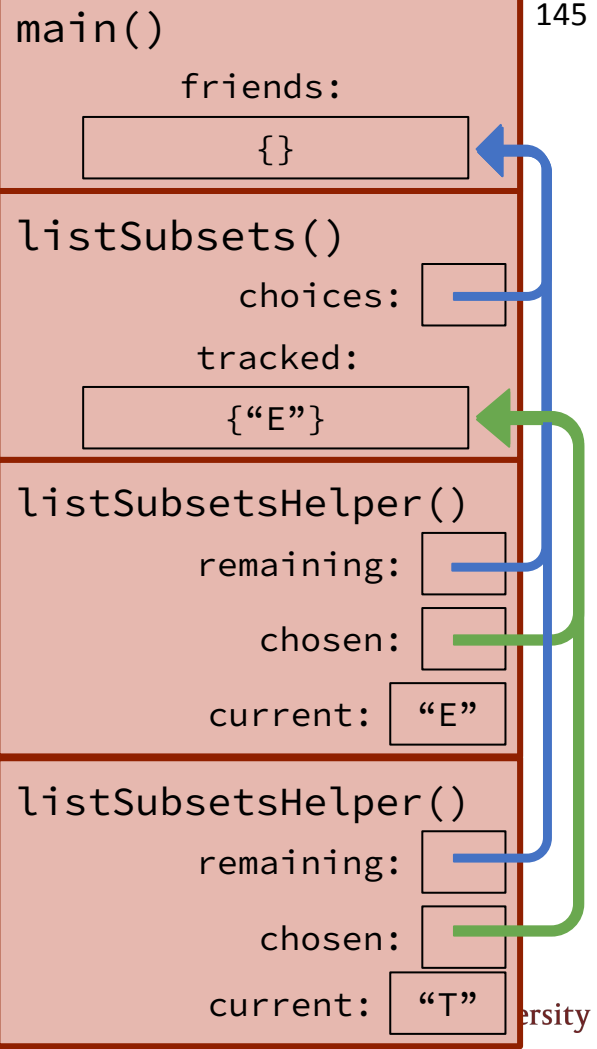 main()
145
friends:
{}
listSubsets()
choices:
tracked:
{“E”}
listSubsetsHelper()
remaining:
chosen:
current: “E”
listSubsetsHelper()
remaining:
chosen:
current: “T”
ersity